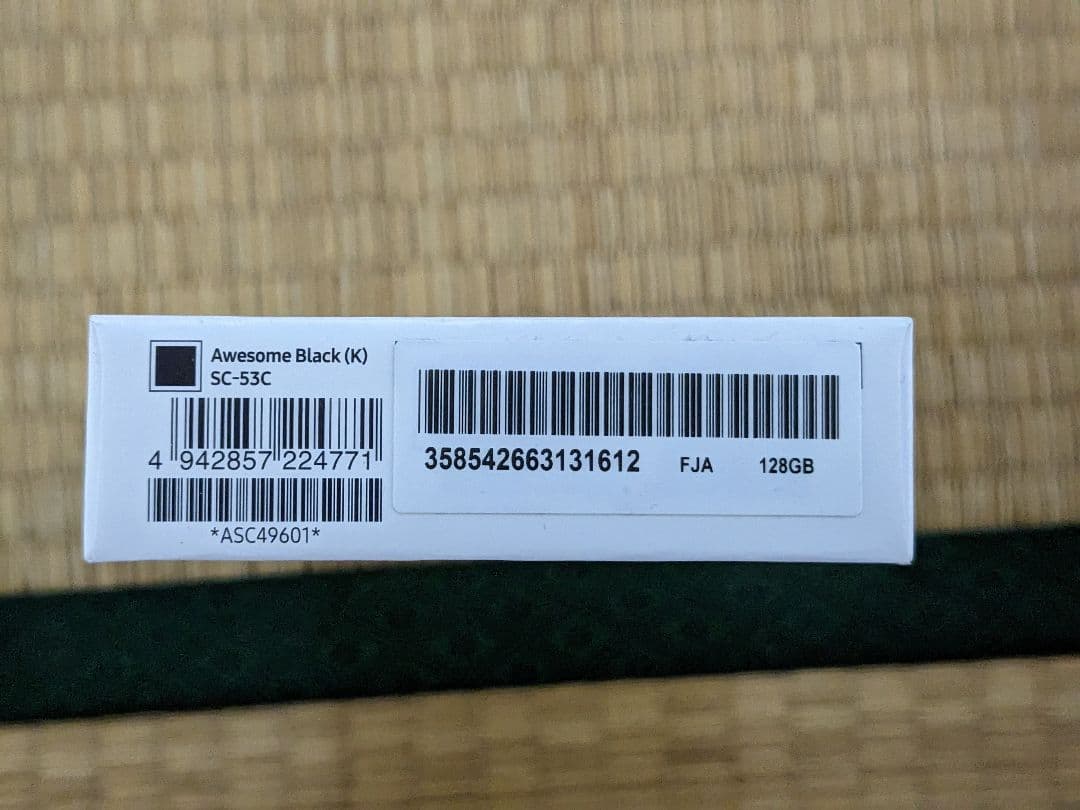 Awesome Black (K)
SC-53C
4 942857 224771
*ASC49601*
358542663131612 FJA 128GB